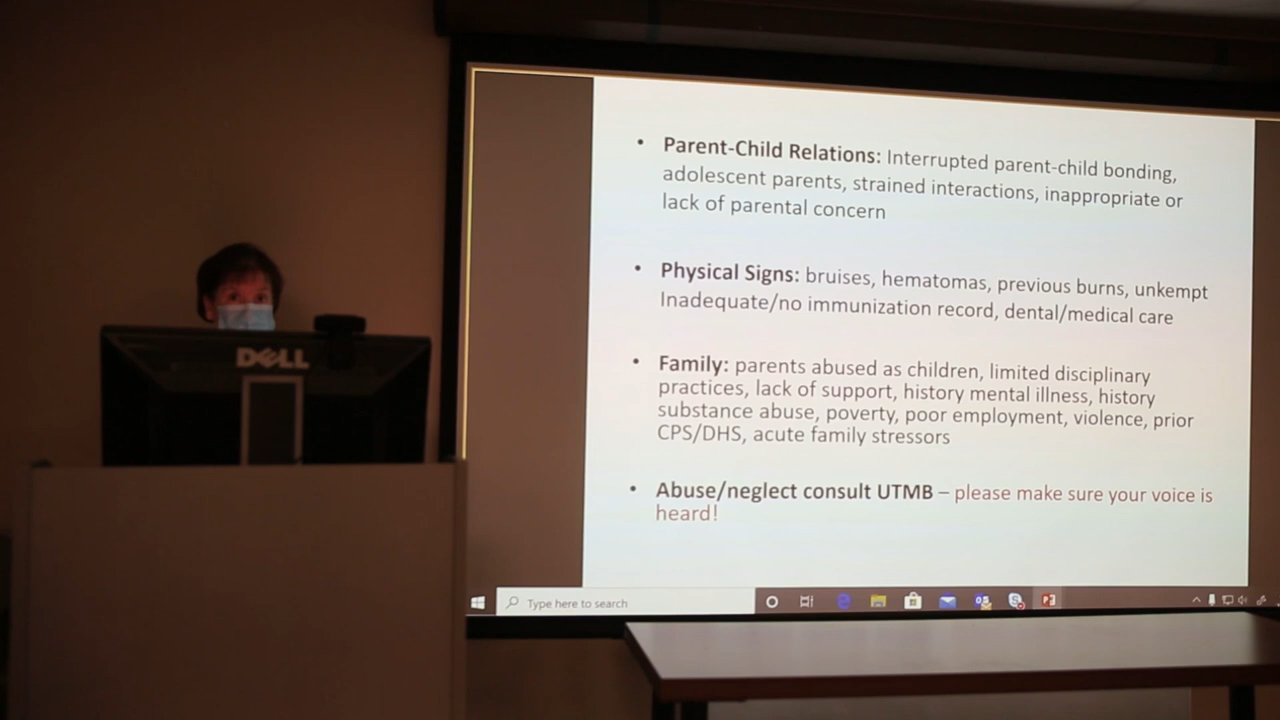 • Parent-Child Relations: Interrupted parent-child bonding,
adolescent parents, strained interactions, inappropriate or
lack of parental concern
• Physical Signs: bruises, hematomas, previous burns, unkempt
Inadequate/no immunization record, dental/medical care
• Family: parents abused as children, limited disciplinary
practices, lack of support, history mental illness, history
substance abuse, poverty, poor employment, violence, prior
CPS/DHS, acute family stressors
• Abuse/neglect consult UTMB – please make sure your voice is
heard!
Type here to search
DELL